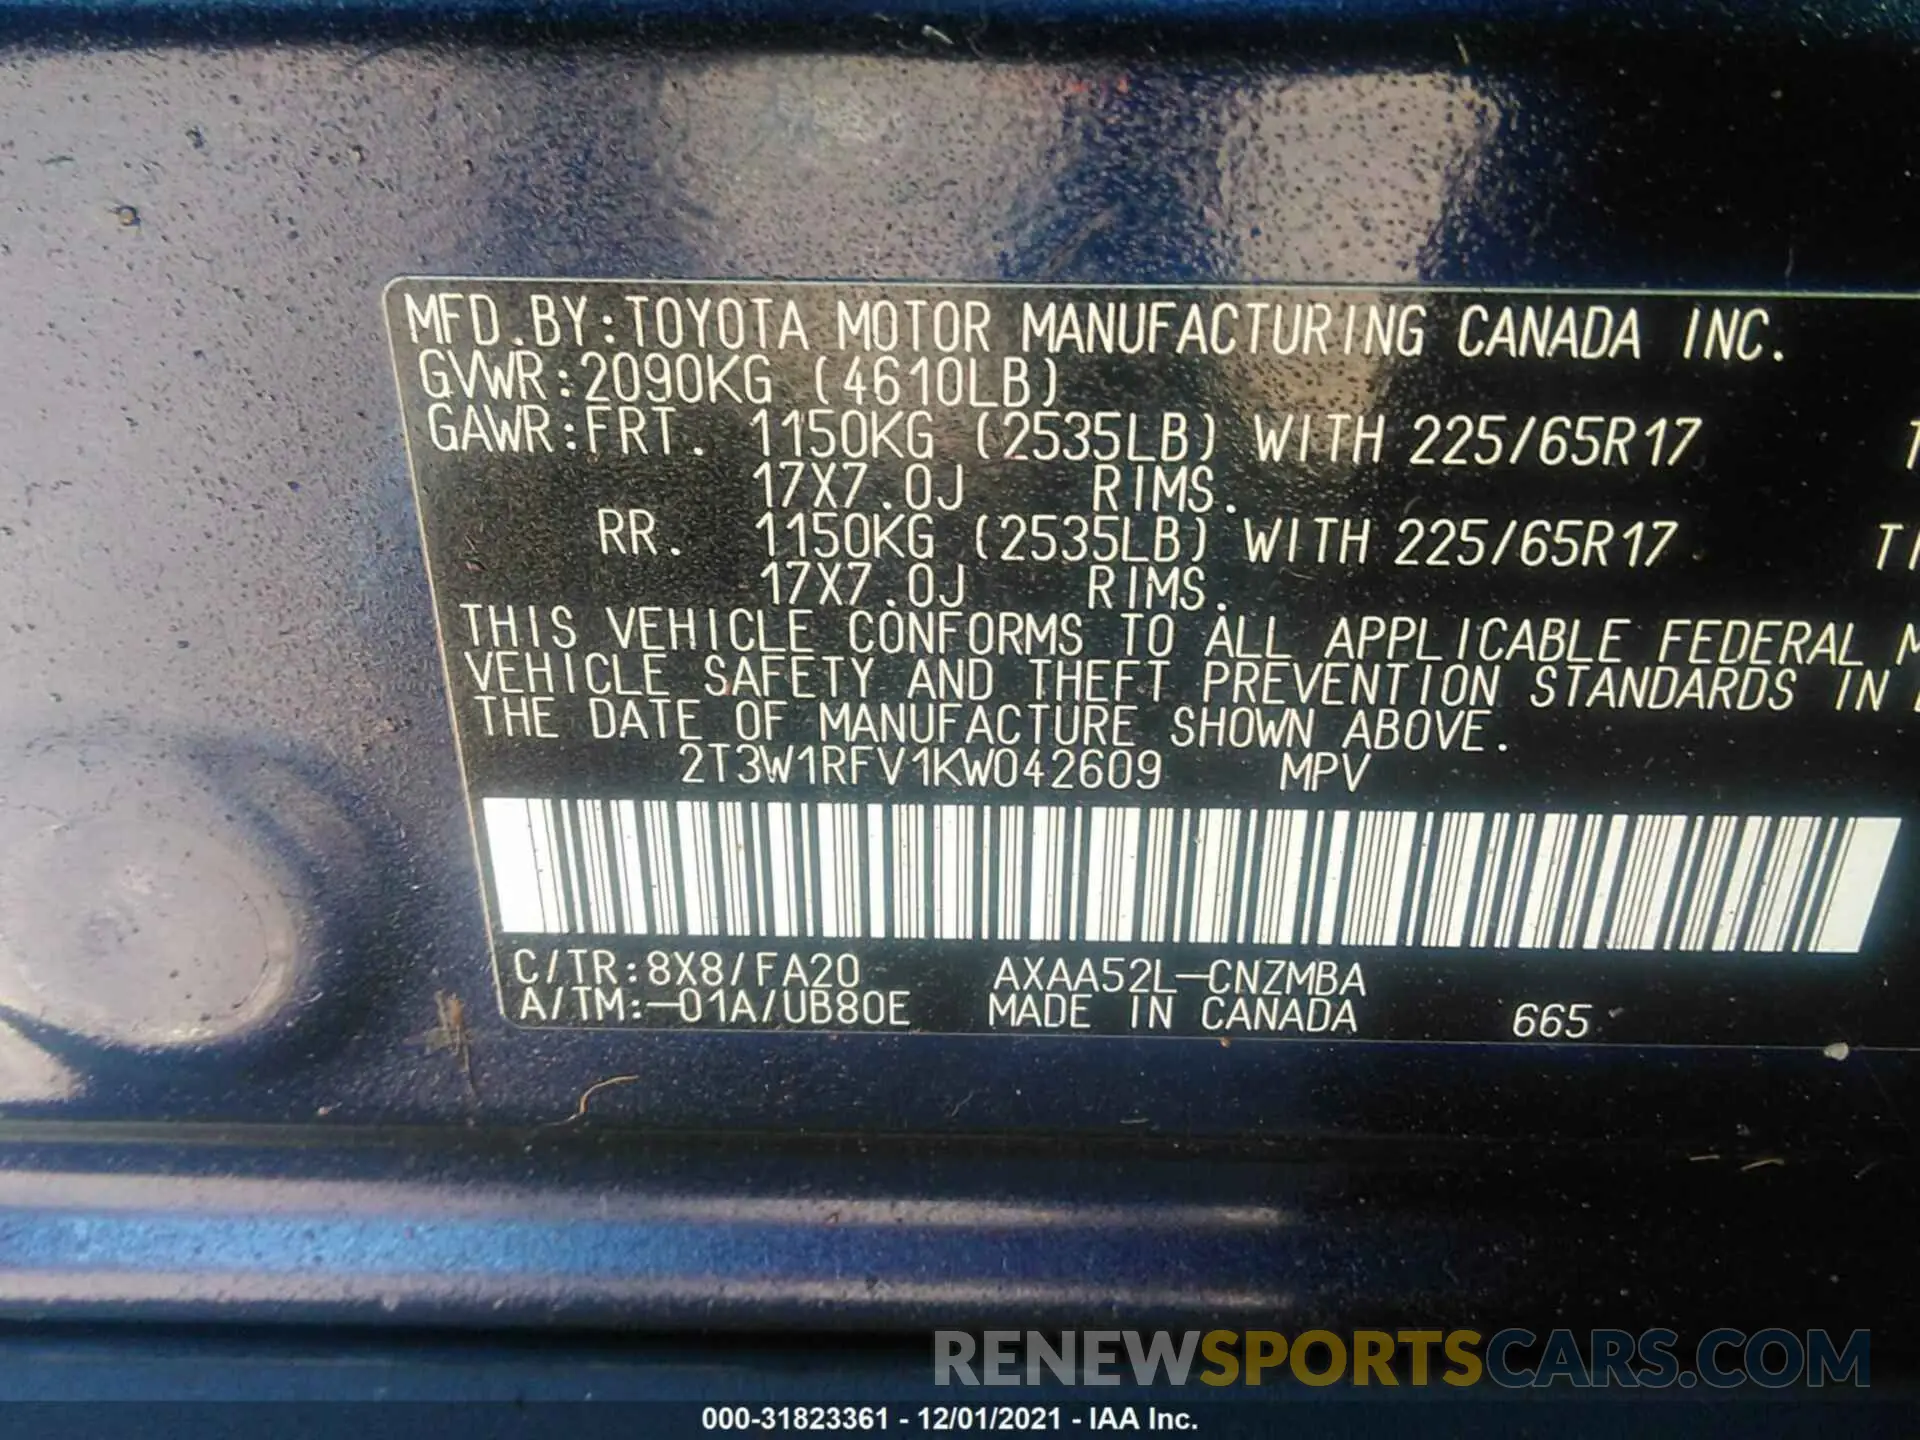 MFD.BY:TOYOTA MOTOR MANUFACTURING CANADA INC.
GVWR:2090KG (4610LB)
GAWR:FRT. 1150KG (2535LB) WITH 225/65R17
17X7.0J RIMS.
RR. 1150KG (2535LB) WITH 225/65R17
17X7.0J RIMS.
THIS VEHICLE CONFORMS TO ALL APPLICABLE FEDERAL M
VEHICLE SAFETY AND THEFT PREVENTION STANDARDS IN
THE DATE OF MANUFACTURE SHOWN ABOVE.
2T3W1RFV1KW042609 MPV
C/TR:8X8/FA20 AXAA52L-CNZMBA
A/TM:-01A/UB80E MADE IN CANADA 665
RENEWSPORTSCARS.COM
000-31823361 - 12/01/2021 - IAA Inc.